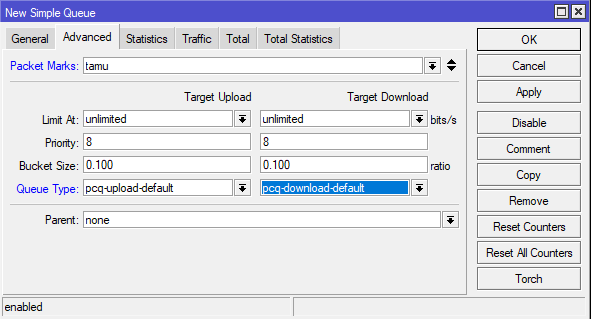 New Simple Queue
General Advanced Statistics Traffic Total Total Statistics
OK
Packet Marks: tamu
Cancel
Target Upload Target Download
Apply
Limit At: unlimited unlimited bits/s
Disable
Priority: 8 8
Comment
Bucket Size: 0.100 0.100 ratio
Copy
Queue Type: pcq-upload-default pcq-download-default
Remove
Parent: none
Reset Counters
Reset All Counters
Torch
enabled